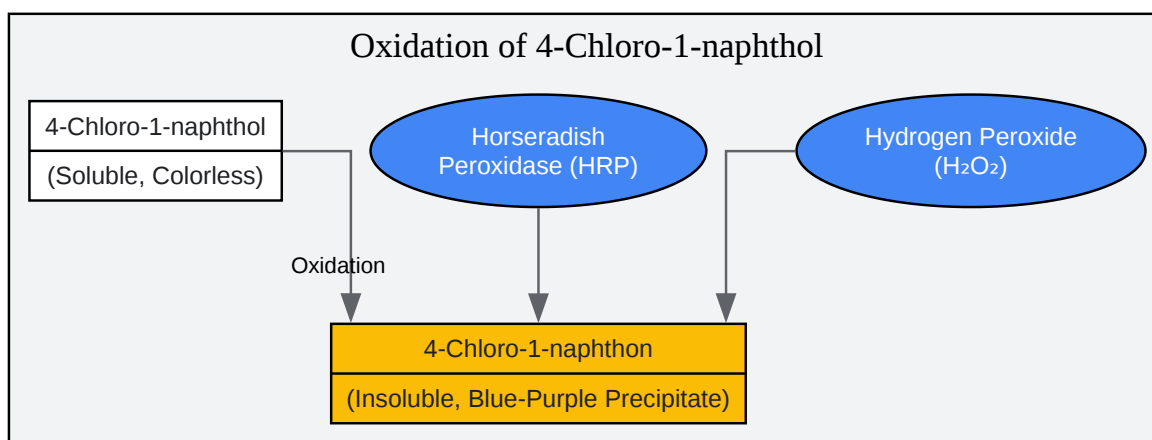 Oxidation of 4-Chloro-1-naphthol
4-Chloro-1-naphthol
(Soluble, Colorless)
Horseradish
Peroxidase (HRP)
Hydrogen Peroxide
(H₂O₂)
Oxidation
4-Chloro-1-naphthon
(Insoluble, Blue-Purple Precipitate)